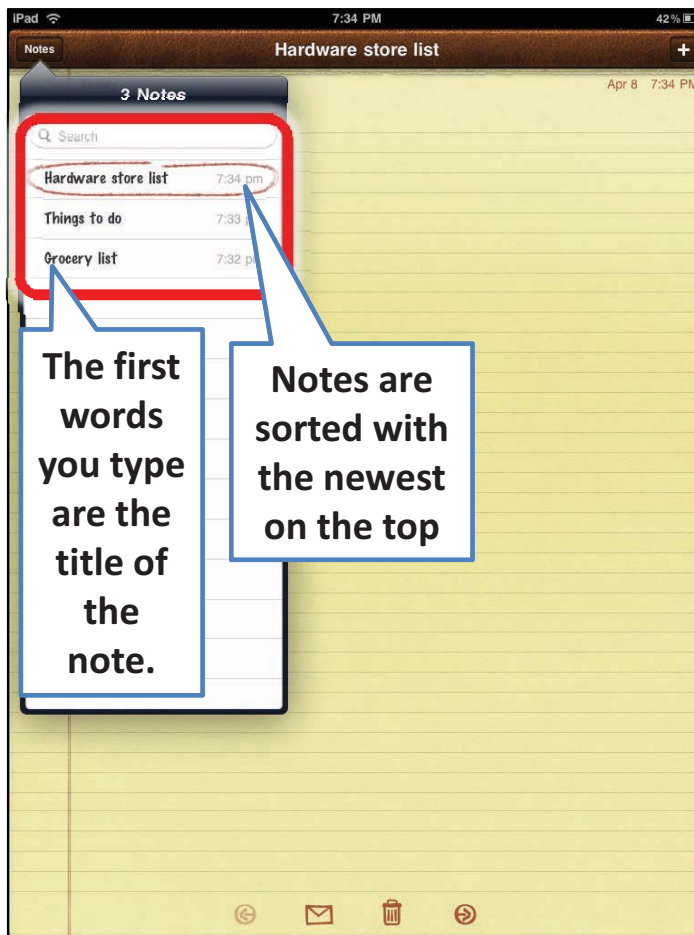 iPad 7:34 PM 42%
Notes Hardware store list +
Apr 8 7:34 PM
3 Notes
Search
Hardware store list 7:34 pm
Things to do 7:33
Grocery list 7:32 pm
The first
words
you type
are the
title of
the
note.
Notes are
sorted with
the newest
on the top